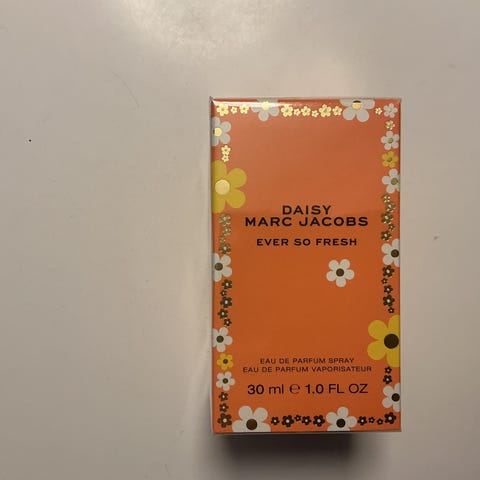 DAISY
MARC JACOBS
EVER SO FRESH
EAU DE PARFUM SPRAY
EAU DE PARFUM VAPORISATEUR
30 ml ℮ 1.0 FL OZ